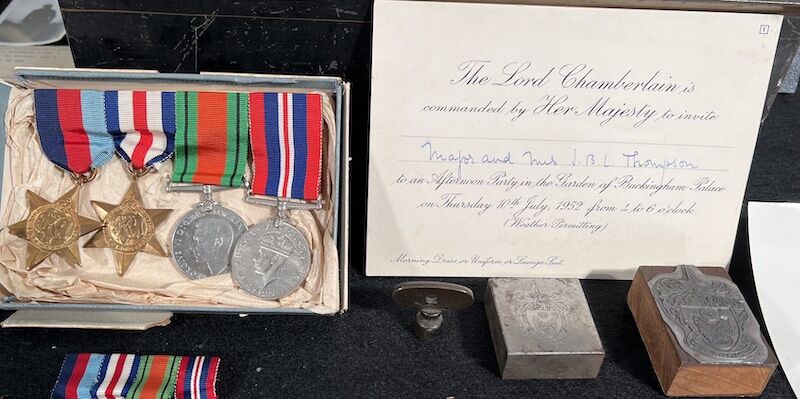 The Lord Chamberlain is
commanded by Her Majesty to invite
Major and Mrs J.B.L. Thompson
to an Afternoon Party in the Garden of Buckingham Palace
on Thursday 10th July, 1952 from 4 to 6 o'clock.
(Weather Permitting)
Morning Dress or Uniform or Lounge Suit.